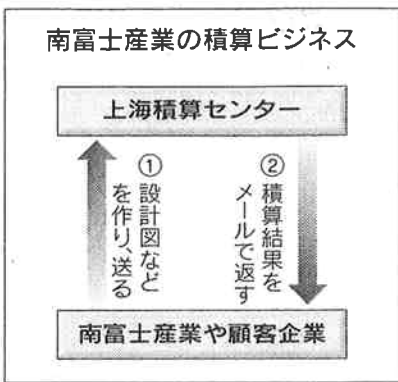 南富士産業の積算ビジネス
上海積算センター
①設計図など
を作り、送る
②積算結果を
メールで返す
南富士産業や顧客企業